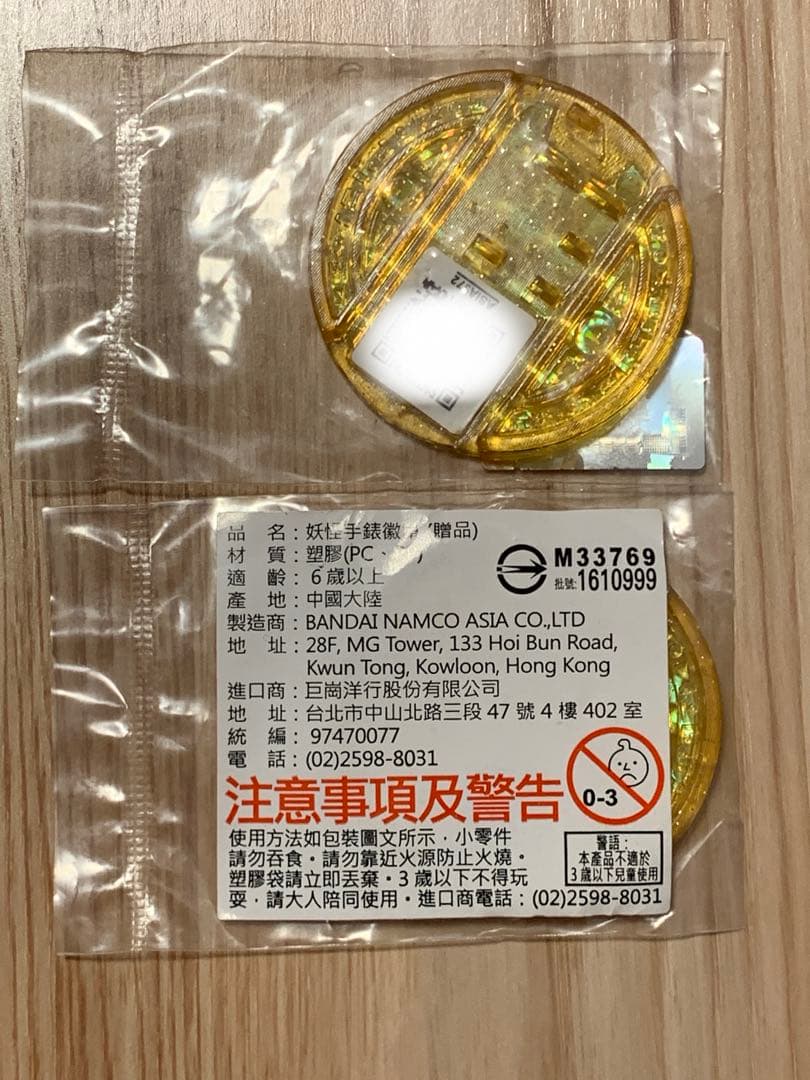 ASIAS72
品 名：妖怪手錶徽 (贈品)
材 質：塑膠(PC、 )
適 齡：6 歲以上
產 地：中國大陸
製造商：BANDAI NAMCO ASIA CO.,LTD
地 址：28F, MG Tower, 133 Hoi Bun Road,
Kwun Tong, Kowloon, Hong Kong
進口商：巨崗洋行股份有限公司
地 址：台北市中山北路三段 47 號 4 樓 402 室
統 編：97470077
電 話：(02)2598-8031
M33769
批號:1610999
注意事項及警告
0-3
使用方法如包裝圖文所示，小零件
請勿吞食。請勿靠近火源防止火燒。
塑膠袋請立即丟棄。3 歲以下不得玩
耍，請大人陪同使用。進口商電話：(02)2598-8031
警語：
本產品不適於
3歲以下兒童使用